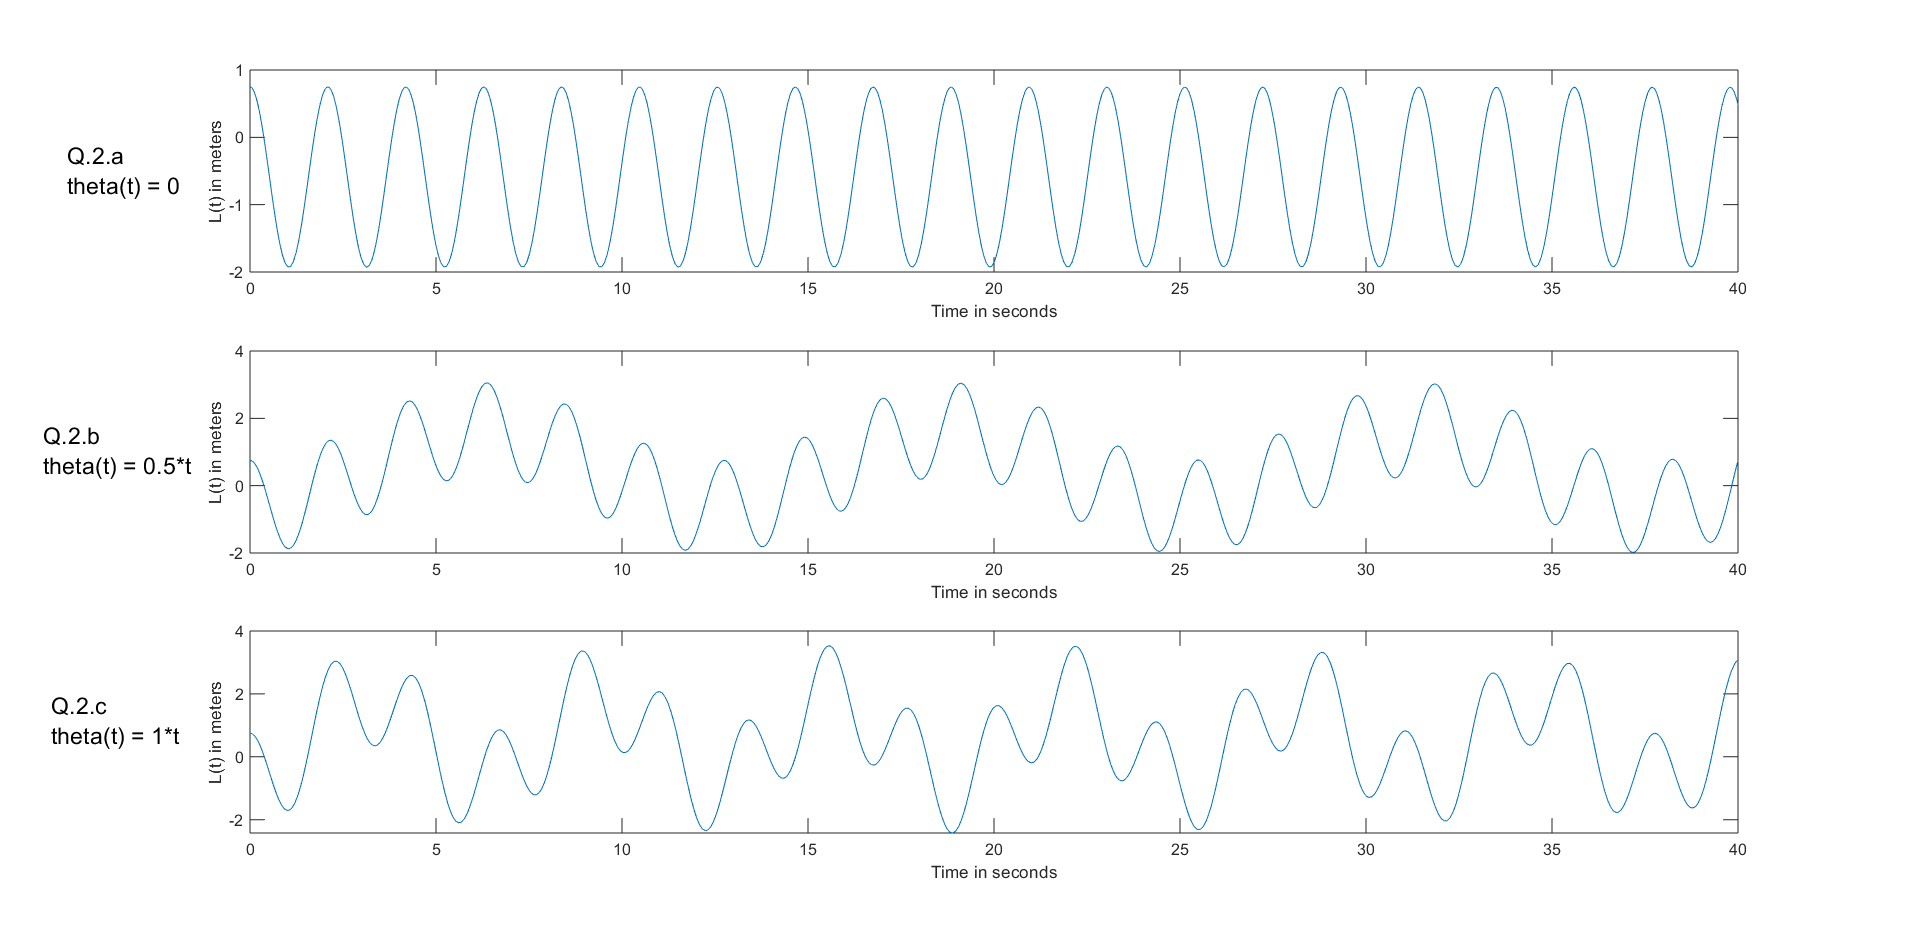 Q.2.a
theta(t) = 0
L(t) in meters
1
0
-1
-2
0 5 10 15 20 25 30 35 40
Time in seconds
Q.2.b
theta(t) = 0.5*t
L(t) in meters
4
2
0
-2
0 5 10 15 20 25 30 35 40
Time in seconds
Q.2.c
theta(t) = 1*t
L(t) in meters
4
2
0
-2
0 5 10 15 20 25 30 35 40
Time in seconds